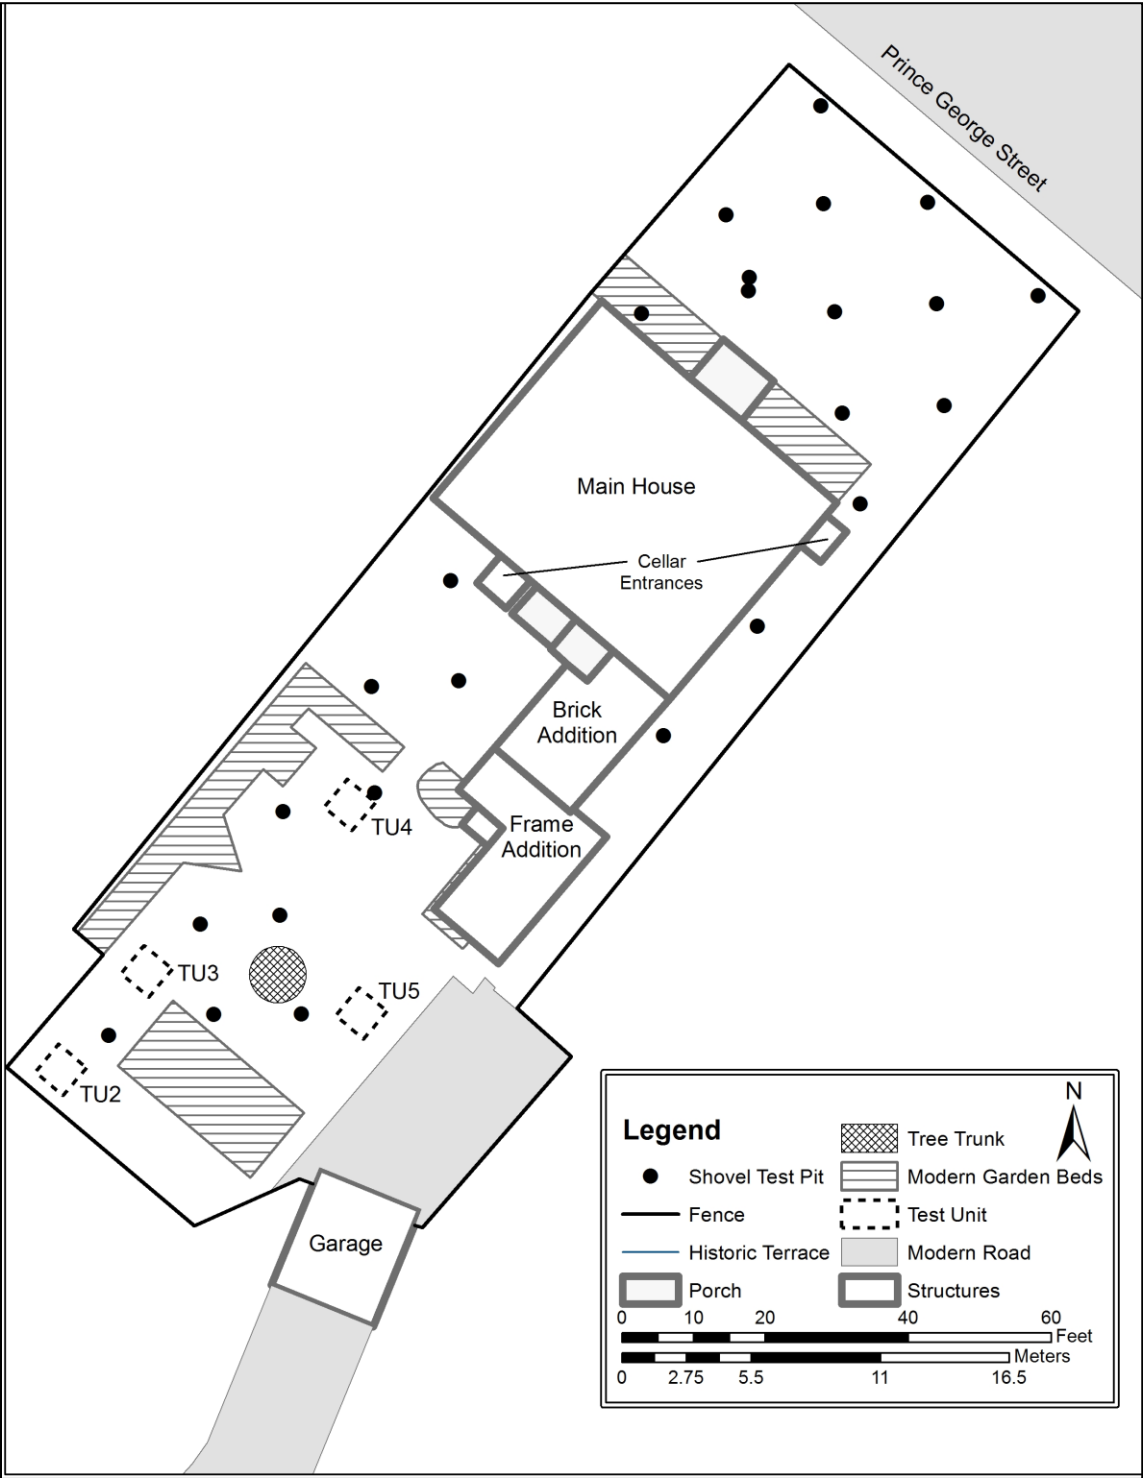 Prince George Street
Main House
Cellar
Entrances
Brick
Addition
Frame
Addition
TU4
TU3
TU5
TU2
Garage
N
Legend
Tree Trunk
Shovel Test Pit
Modern Garden Beds
Fence
Test Unit
Historic Terrace
Modern Road
Porch
Structures
0 10 20 40 60
Feet
Meters
0 2.75 5.5 11 16.5